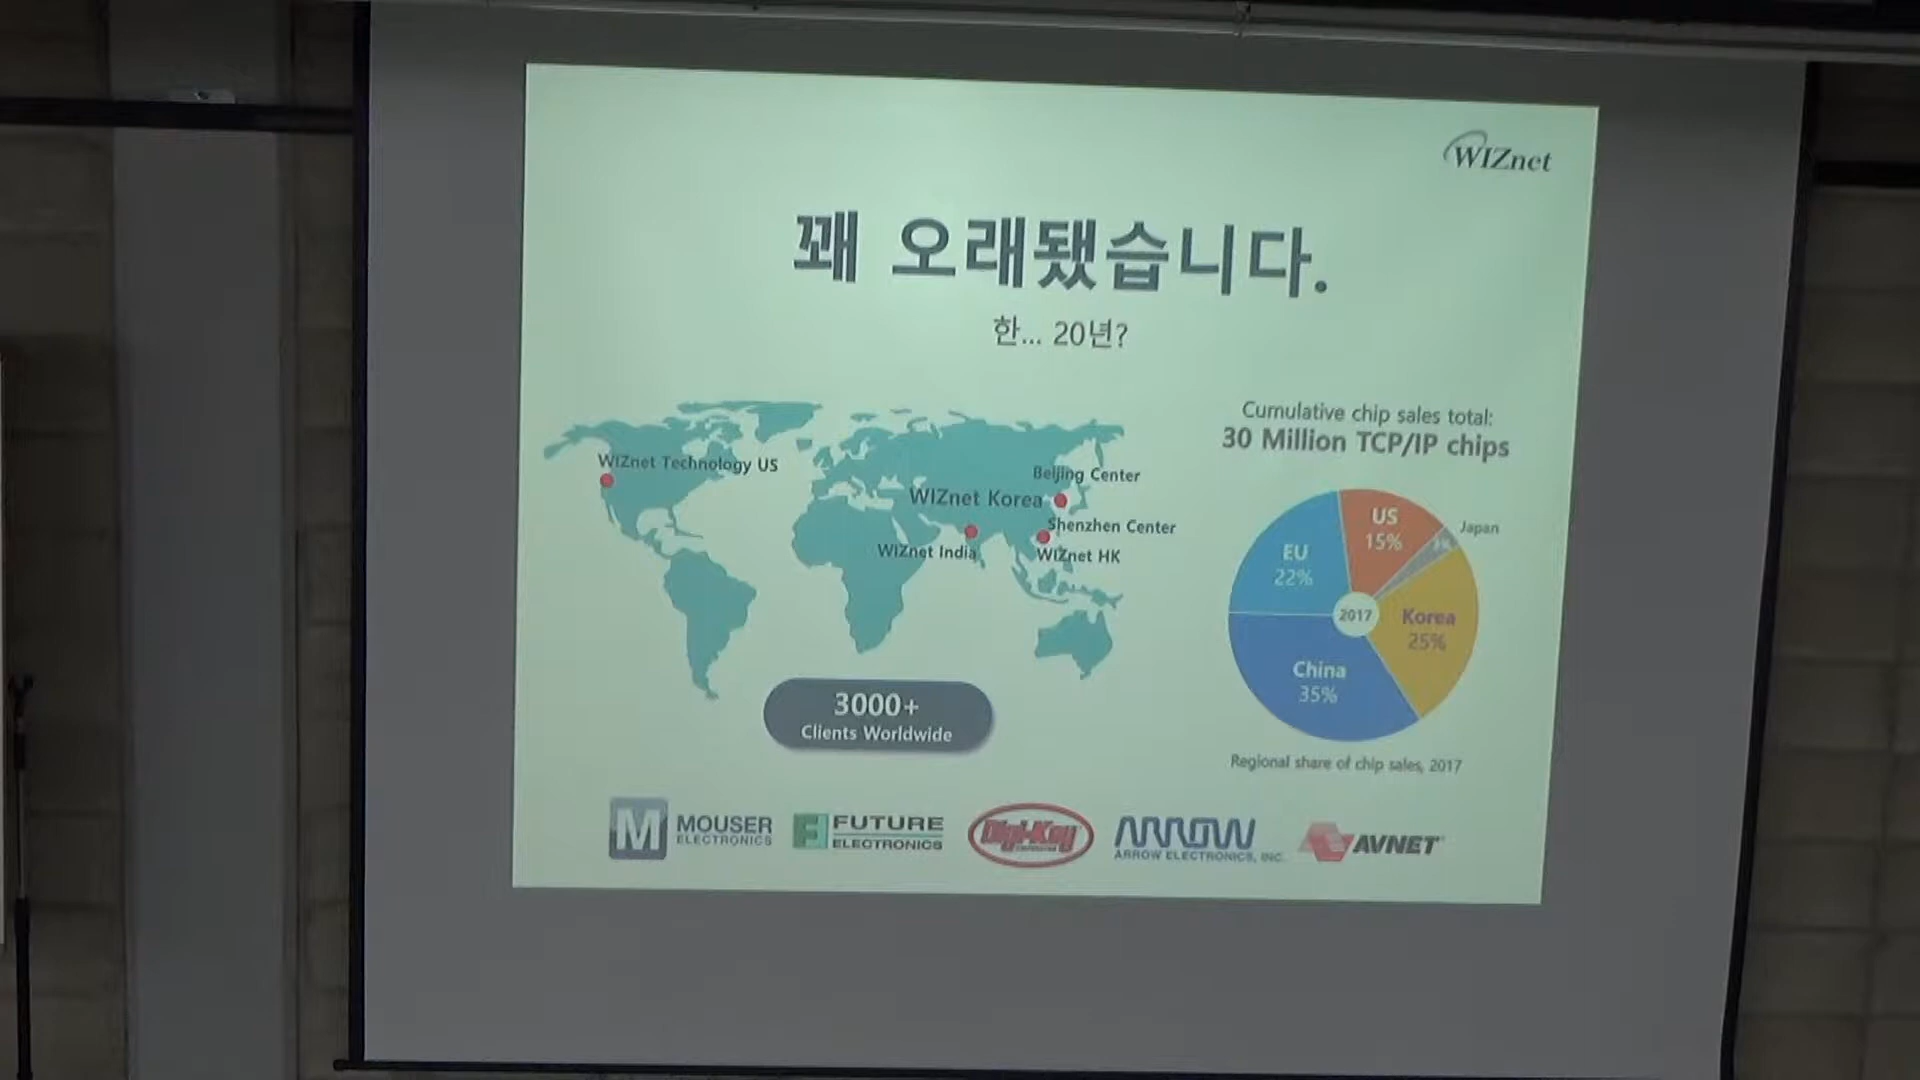 WIZnet
꽤 오래됐습니다.
한... 20년?
WIZnet Technology US
Beijing Center
WIZnet Korea
Shenzhen Center
WIZnet India
WIZnet HK
3000+
Clients Worldwide
Cumulative chip sales total:
30 Million TCP/IP chips
US
15%
Japan
EU
22%
2017
Korea
25%
China
35%
Regional share of chip sales, 2017
M MOUSER
ELECTRONICS
F FUTURE
ELECTRONICS
Digi-Key
ARROW
ARROW ELECTRONICS, INC.
AVNET